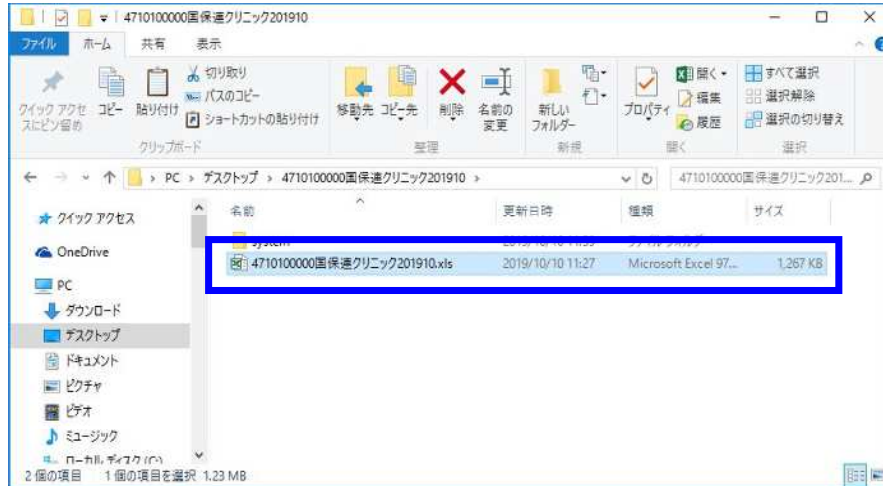 4710100000国保連クリニック201910
ファイル ホーム 共有 表示
クイック アクセスにピン留め
コピー
貼り付け
切り取り
パスのコピー
ショートカットの貼り付け
クリップボード
移動先
コピー先
削除
名前の変更
整理
新しいフォルダー
新規
プロパティ
開く
編集
履歴
開く
すべて選択
選択解除
選択の切り替え
選択
PC › デスクトップ › 4710100000国保連クリニック201910 ›
4710100000国保連クリニック201...
クイック アクセス
OneDrive
PC
ダウンロード
デスクトップ
ドキュメント
ピクチャ
ビデオ
ミュージック
ローカル ディスク (C:)
名前 更新日時 種類 サイズ
system
4710100000国保連クリニック201910.xls 2019/10/10 11:27 Microsoft Excel 97... 1,267 KB
2 個の項目 1 個の項目を選択 1.23 MB